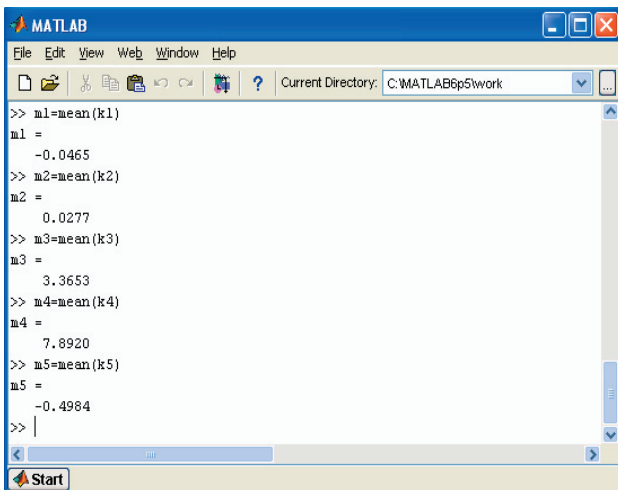 MATLAB
File Edit View Web Window Help
? Current Directory: C:\MATLAB6p5\work ...
>> m1=mean(k1)
m1 =
-0.0465
>> m2=mean(k2)
m2 =
0.0277
>> m3=mean(k3)
m3 =
3.3653
>> m4=mean(k4)
m4 =
7.8920
>> m5=mean(k5)
m5 =
-0.4984
>>
Start